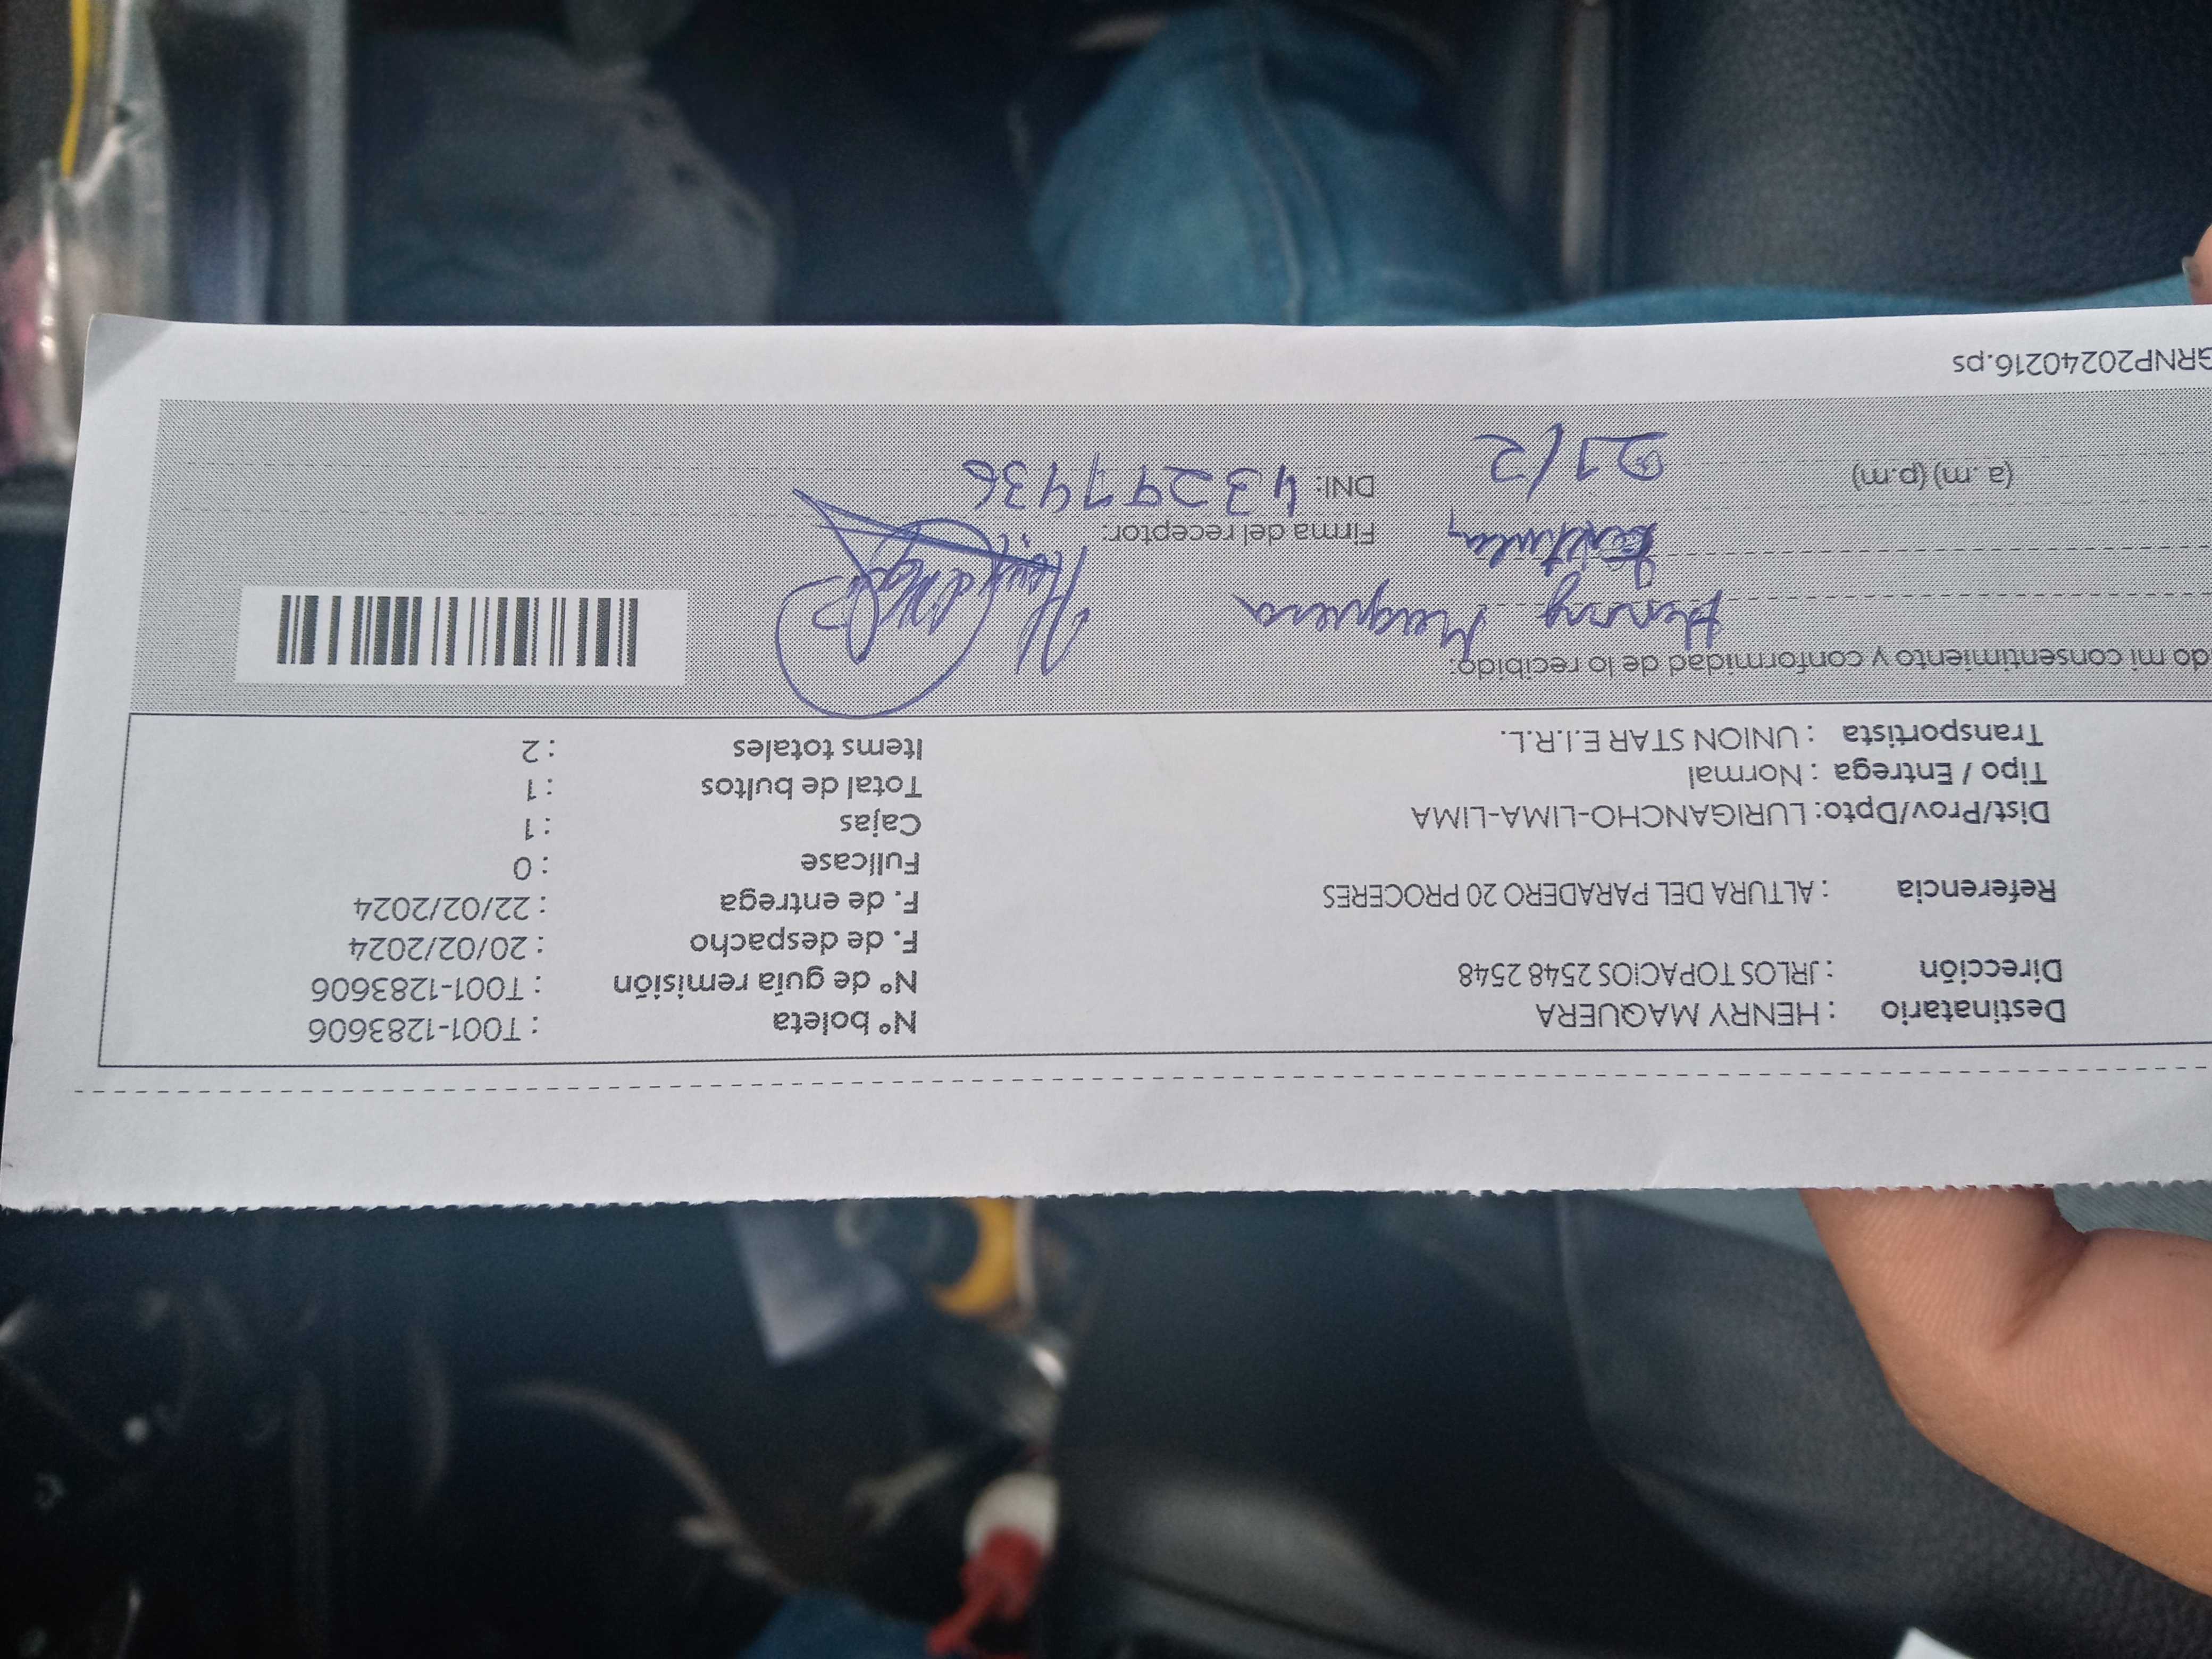 Destinatario : HENRY MAQUERA
Dirección : JRLOS TOPACIOS 2548 2548
Referencia : ALTURA DEL PARADERO 20 PROCERES
Dist/Prov/Dpto: LURIGANCHO-LIMA-LIMA
Tipo / Entrega : Normal
Transportista : UNION STAR E.I.R.L.
N° boleta : T001-1283606
N° de guía remisión : T001-1283606
F. de despacho : 20/02/2024
F. de entrega : 22/02/2024
Fullcase : 0
Cajas : 1
Total de bultos : 1
Items totales : 2
do mi consentimiento y conformidad de lo recibido:
Henry Maquera
Firma del receptor:
(a .m) (p.m) 21/2
DNI: 43297436
GRNP20240216.ps